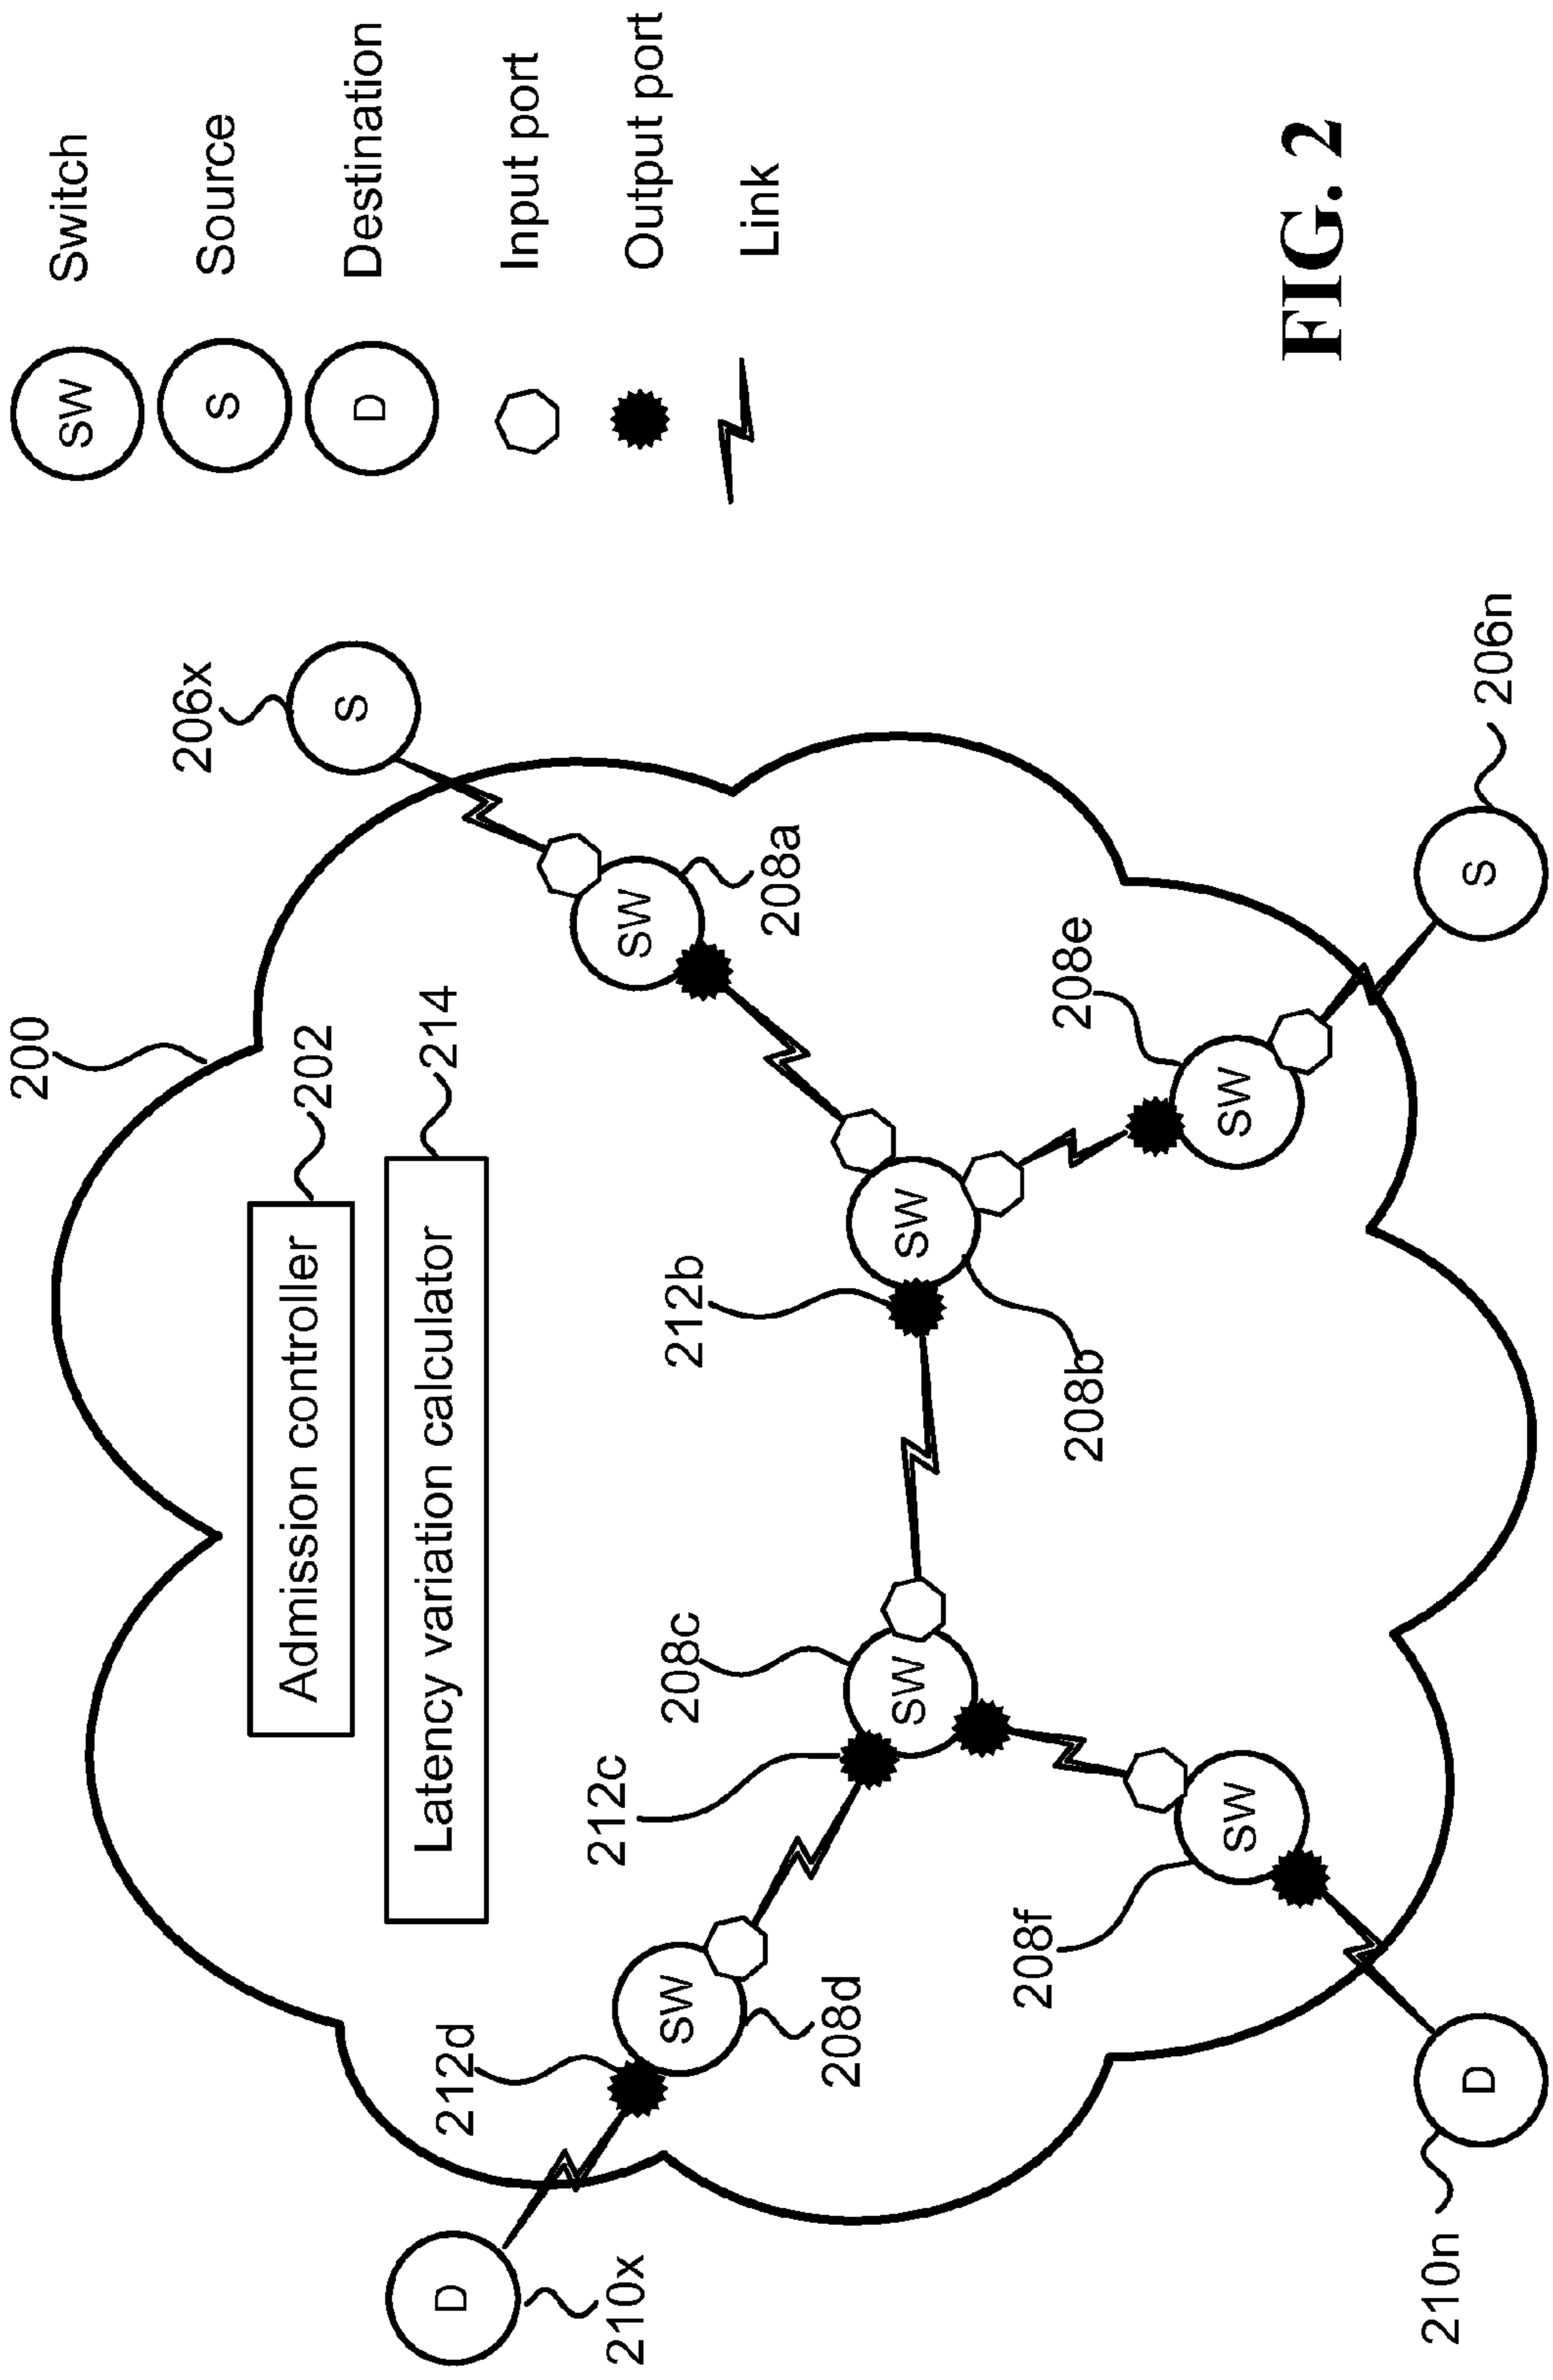 200
Admission controller
202
Latency variation calculator
214
206x
S
SW
208a
212d
D
210x
SW
208d
212c
208c
SW
212b
SW
208b
208e
SW
208f
SW
D
210n
S
206n
SW Switch
S Source
D Destination
Input port
Output port
Link
FIG. 2